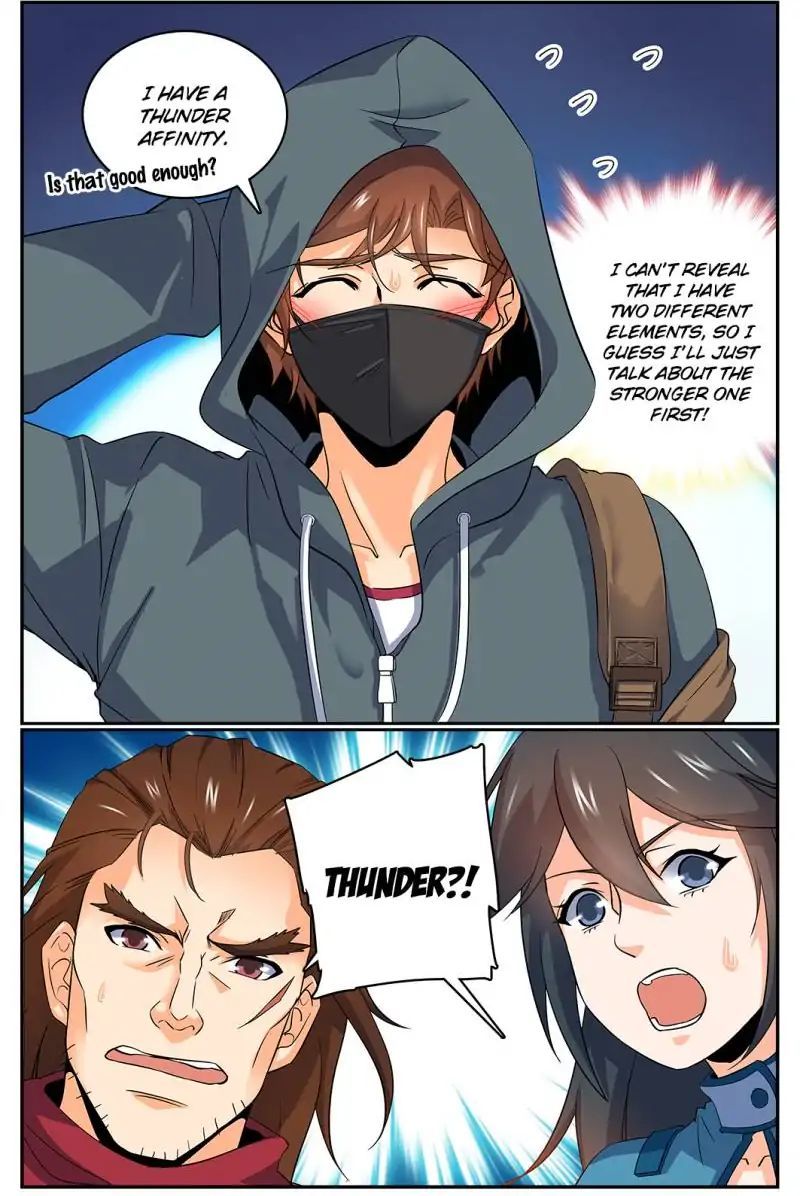 I HAVE A
THUNDER
AFFINITY.
Is that good enough?
I CAN'T REVEAL
THAT I HAVE
TWO DIFFERENT
ELEMENTS, SO I
GUESS I'LL JUST
TALK ABOUT THE
STRONGER ONE
FIRST!
THUNDER?!